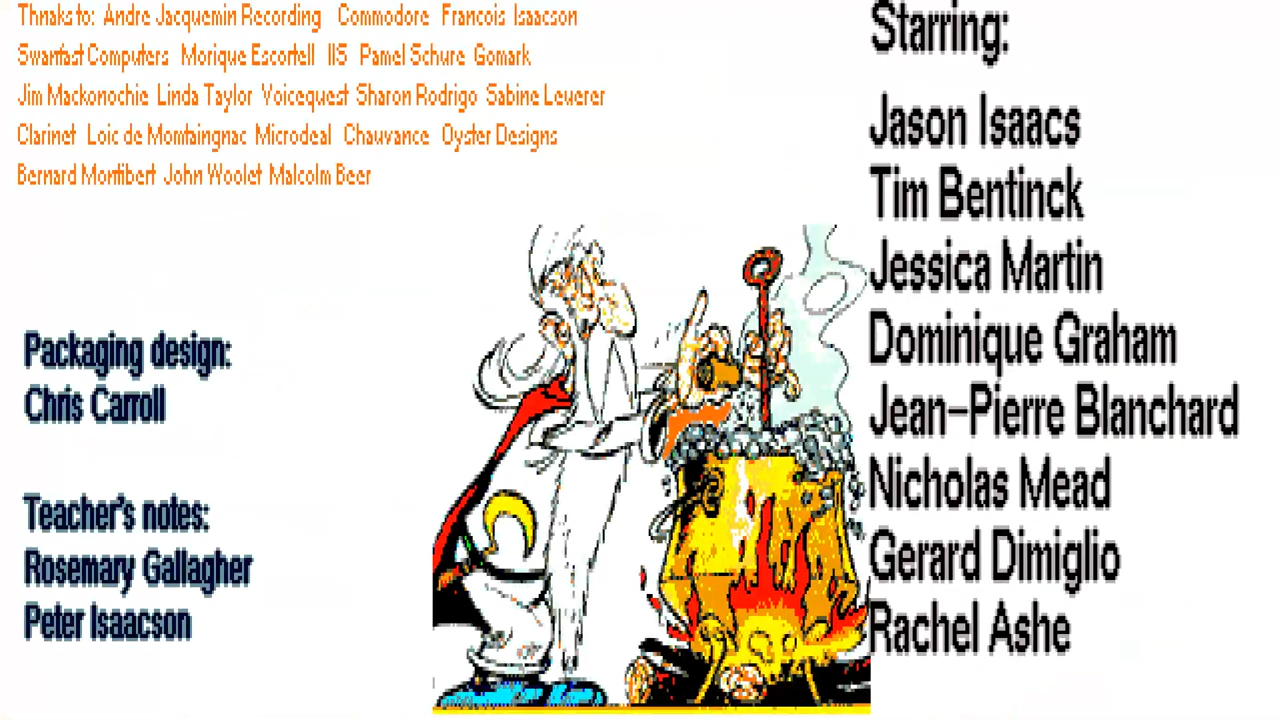 Thnaks to: Andre Jacquemin Recording Commodore Francois Isaacson
Swanfast Computers Morique Escortell IIS Pamel Schure Gomark
Jim Mackonochie Linda Taylor Voicequest Sharon Rodrigo Sabine Leuerer
Clarinet Loic de Montaingnac Microdeal Chauvance Oyster Designs
Bernard Montibert John Woolet Malcolm Beer
Packaging design:
Chris Carroll
Teacher's notes:
Rosemary Gallagher
Peter Isaacson
Starring:
Jason Isaacs
Tim Bentinck
Jessica Martin
Dominique Graham
Jean-Pierre Blanchard
Nicholas Mead
Gerard Dimiglio
Rachel Ashe